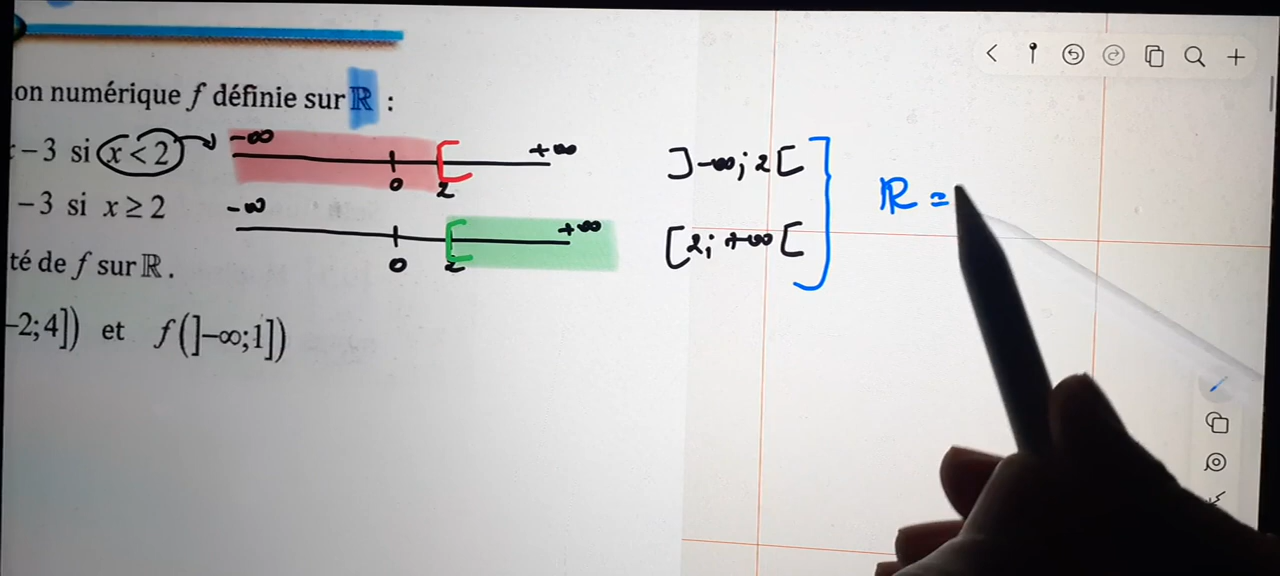 on numérique f définie sur ℝ :
-3 si x < 2
-∞ 0 2 +∞
]-∞; 2[
-3 si x ≥ 2
-∞ 0 2 +∞
[2; +∞[
ℝ =
té de f sur ℝ.
-2;4]) et f(]-∞;1])